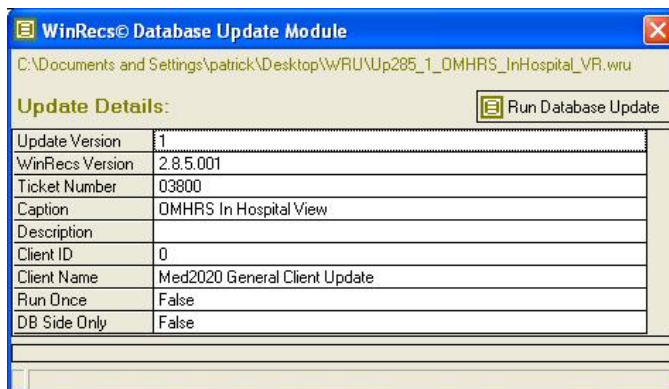 WinRecs© Database Update Module
C:\Documents and Settings\patrick\Desktop\WRU\Up285_1_OMHRS_InHospital_VR.wru
Update Details:
Run Database Update
Update Version 1
WinRecs Version 2.8.5.001
Ticket Number 03800
Caption OMHRS In Hospital View
Description
Client ID 0
Client Name Med2020 General Client Update
Run Once False
DB Side Only False